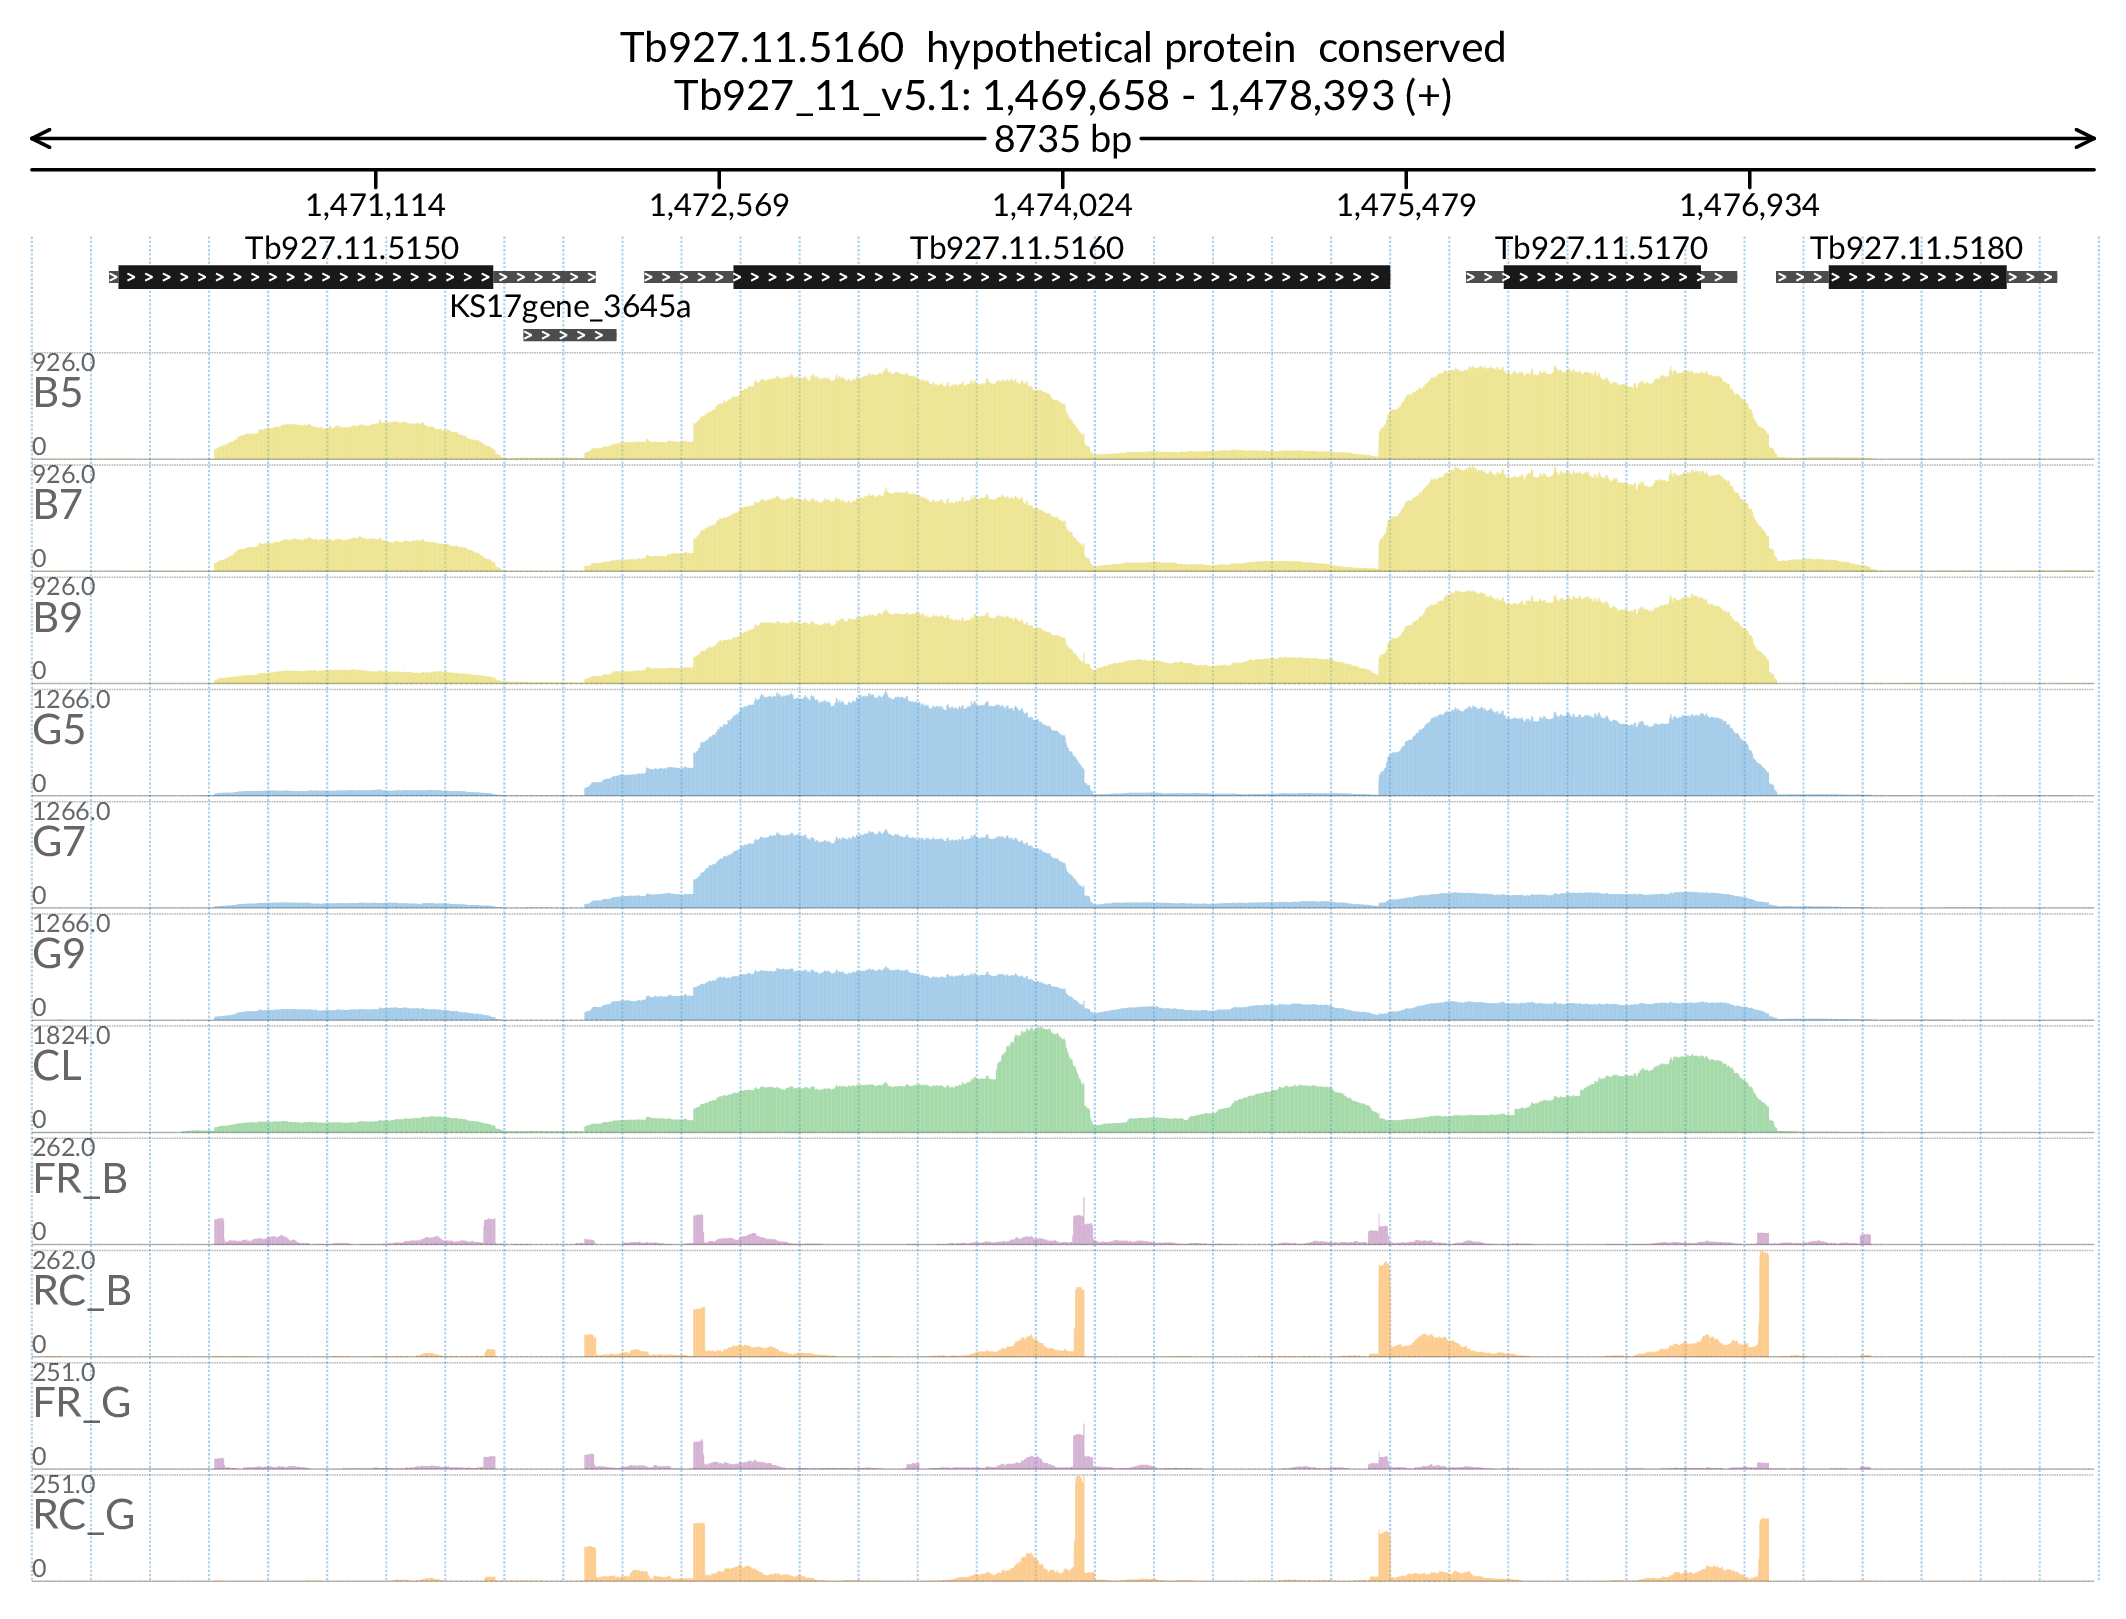 Tb927.11.5160  hypothetical protein  conserved
Tb927_11_v5.1: 1,469,658 - 1,478,393 (+)
8735 bp
1,471,114 1,472,569 1,474,024 1,475,479 1,476,934
Tb927.11.5150 Tb927.11.5160 Tb927.11.5170 Tb927.11.5180
KS17gene_3645a
926.0
B5
0
926.0
B7
0
926.0
B9
0
1266.0
G5
0
1266.0
G7
0
1266.0
G9
0
1824.0
CL
0
262.0
FR_B
0
262.0
RC_B
0
251.0
FR_G
0
251.0
RC_G
0